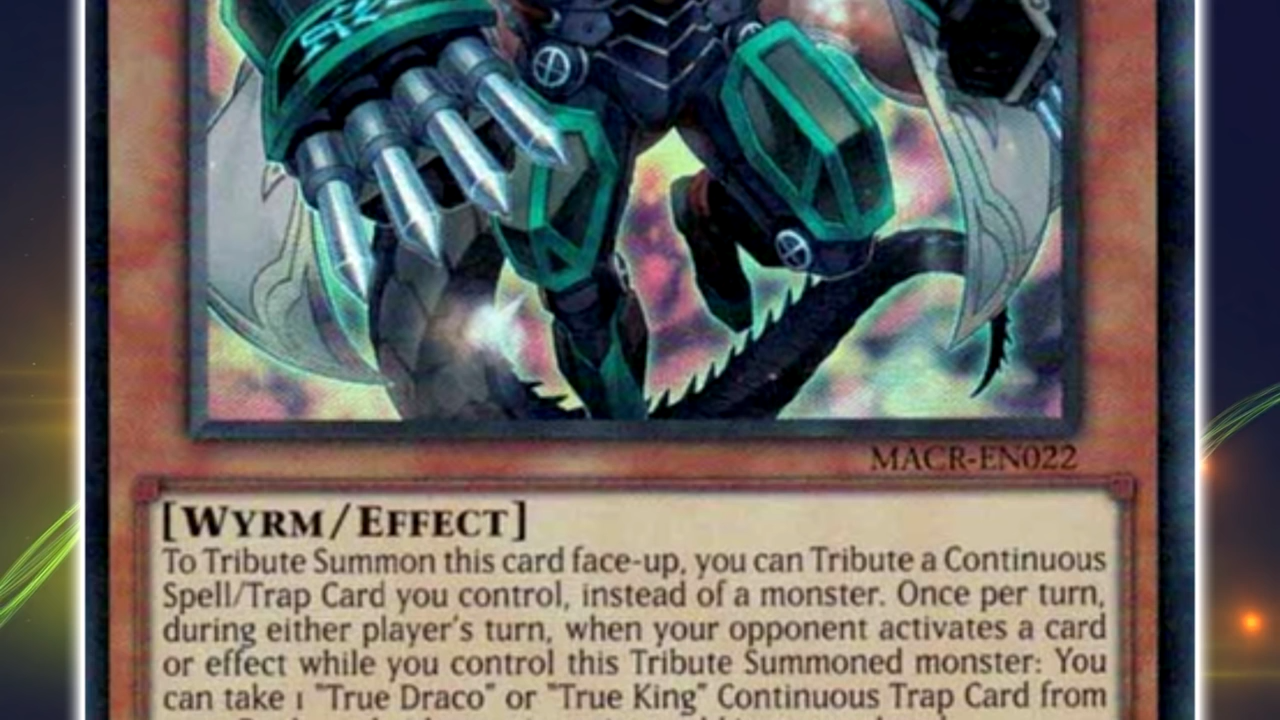 MACR-EN022
[WYRM/EFFECT]
To Tribute Summon this card face-up, you can Tribute a Continuous
Spell/Trap Card you control, instead of a monster. Once per turn,
during either player's turn, when your opponent activates a card
or effect while you control this Tribute Summoned monster: You
can take 1 "True Draco" or "True King" Continuous Trap Card from